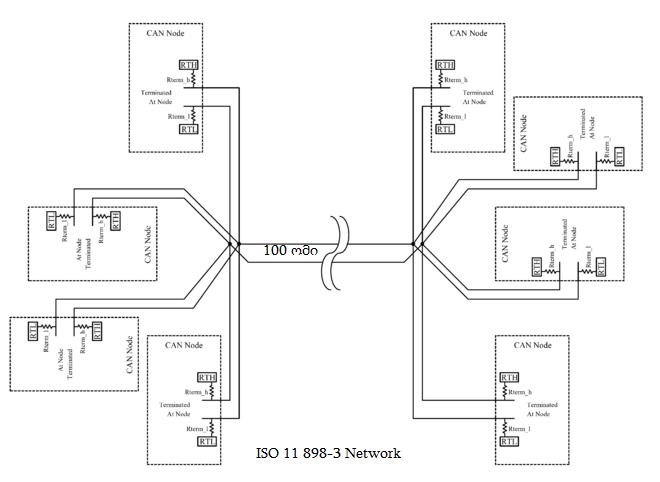 CAN Node
RTH
Rterm_h
Terminated
At Node
Rterm_l
RTL
CAN Node
RTH
Rterm_h
Terminated
At Node
Rterm_l
RTL
CAN Node
RTH
Rterm_h
Terminated
At Node
Rterm_l
RTL
RTL
Rterm_l
At Node
Terminated
Rterm_h
RTH
CAN Node
CAN Node
RTH
Rterm_h
Terminated
At Node
Rterm_l
RTL
100 ომი
RTL
Rterm_l
At Node
Terminated
Rterm_h
RTH
CAN Node
CAN Node
RTH
Rterm_h
Terminated
At Node
Rterm_l
RTL
CAN Node
RTH
Rterm_h
Terminated
At Node
Rterm_l
RTL
ISO 11 898-3 Network